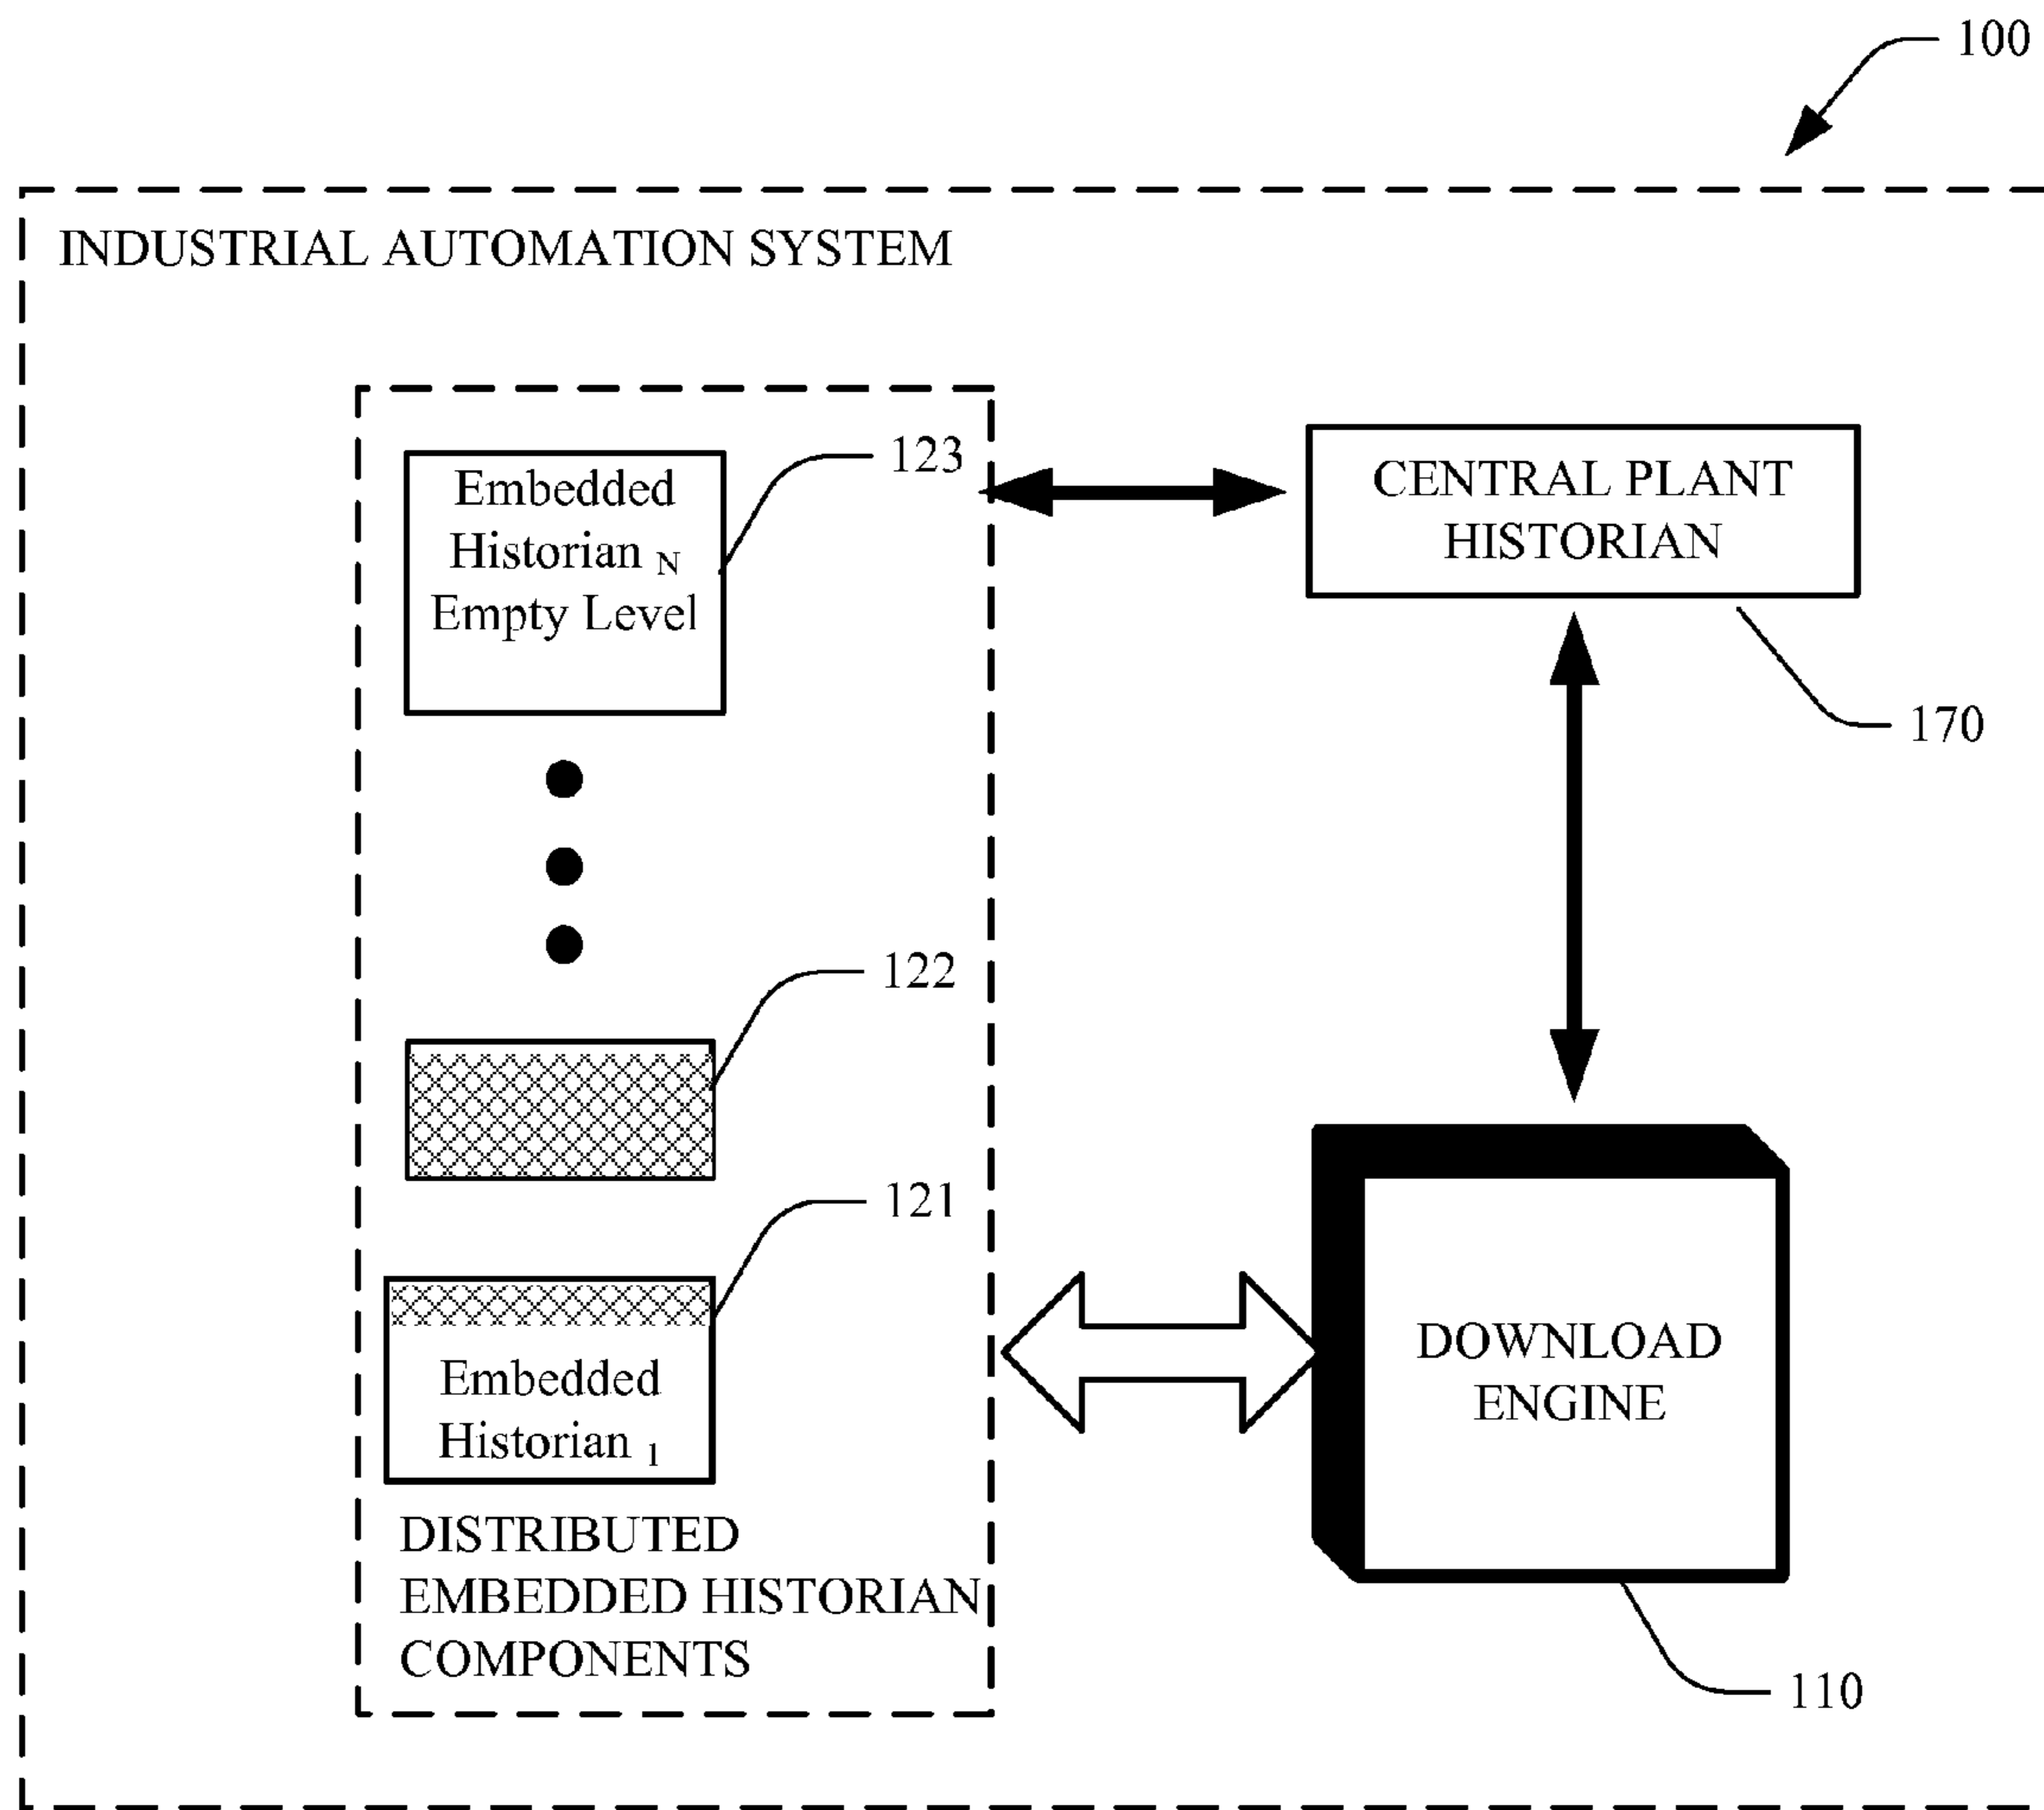 100
INDUSTRIAL AUTOMATION SYSTEM
Embedded
Historian N
Empty Level
123
CENTRAL PLANT
HISTORIAN
170
122
121
Embedded
Historian 1
DISTRIBUTED
EMBEDDED HISTORIAN
COMPONENTS
DOWNLOAD
ENGINE
110